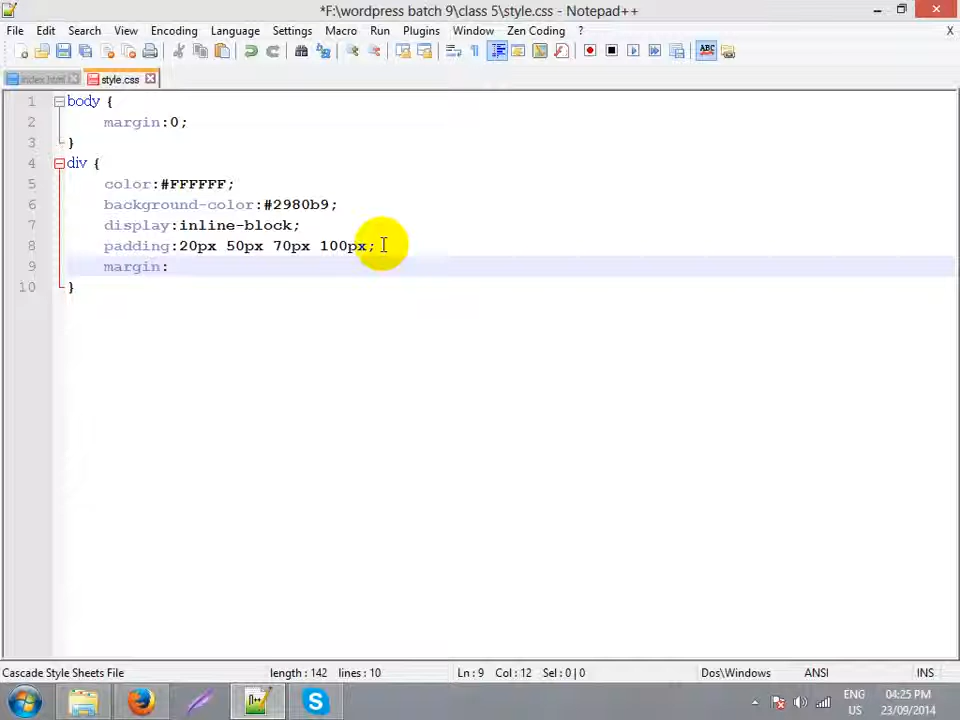 *F:\wordpress batch 9\class 5\style.css - Notepad++
File Edit Search View Encoding Language Settings Macro Run Plugins Window Zen Coding ? X
index.html style.css
1 body {
2 margin:0;
3 }
4 div {
5 color:#FFFFFF;
6 background-color:#2980b9;
7 display:inline-block;
8 padding:20px 50px 70px 100px;
9 margin:
10 }
Cascade Style Sheets File length : 142 lines : 10 Ln : 9 Col : 12 Sel : 0 | 0 Dos\Windows ANSI INS
ENG 04:25 PM
US 23/09/2014